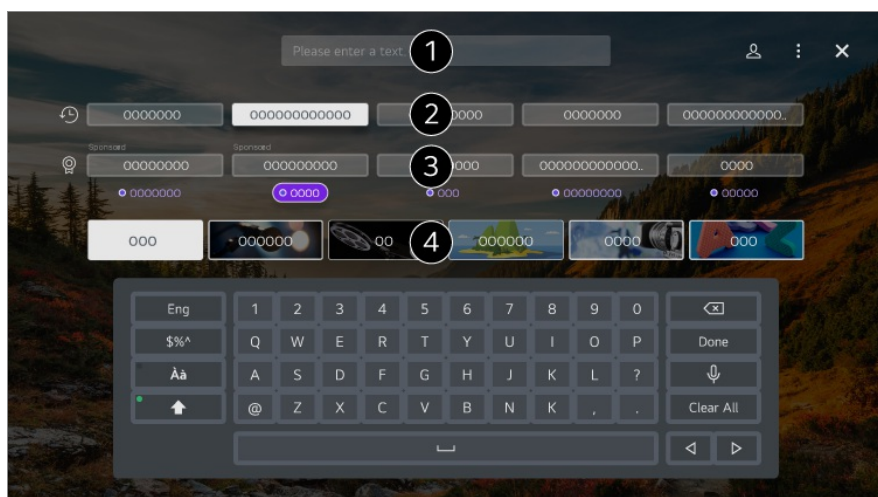 Please enter a text.
1
0000000 000000000000 0000 0000000 000000000000..
2
Sponsored Sponsored
00000000 000000000 000 00000000000.. 0000
3
0000000 0000 000 00000000 00000
000 000000 00 000000 0000 000
4
Eng 1 2 3 4 5 6 7 8 9 0
$%^ Q W E R T Y U I O P Done
Àà A S D F G H J K L ?
@ Z X C V B N K , . Clear All